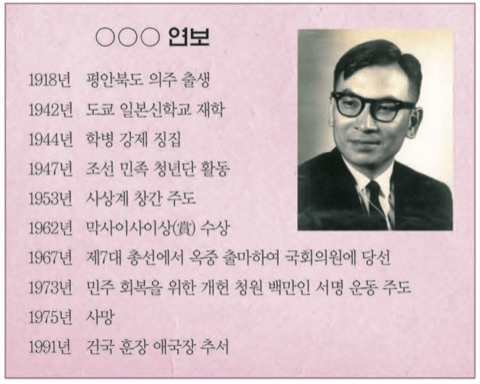 ○○○ 연보
1918년 평안북도 의주 출생
1942년 도쿄 일본신학교 재학
1944년 학병 강제 징집
1947년 조선 민족 청년단 활동
1953년 사상계 창간 주도
1962년 막사이사이상(賞) 수상
1967년 제7대 총선에서 옥중 출마하여 국회의원에 당선
1973년 민주 회복을 위한 개헌 청원 백만인 서명 운동 주도
1975년 사망
1991년 건국 훈장 애국장 추서